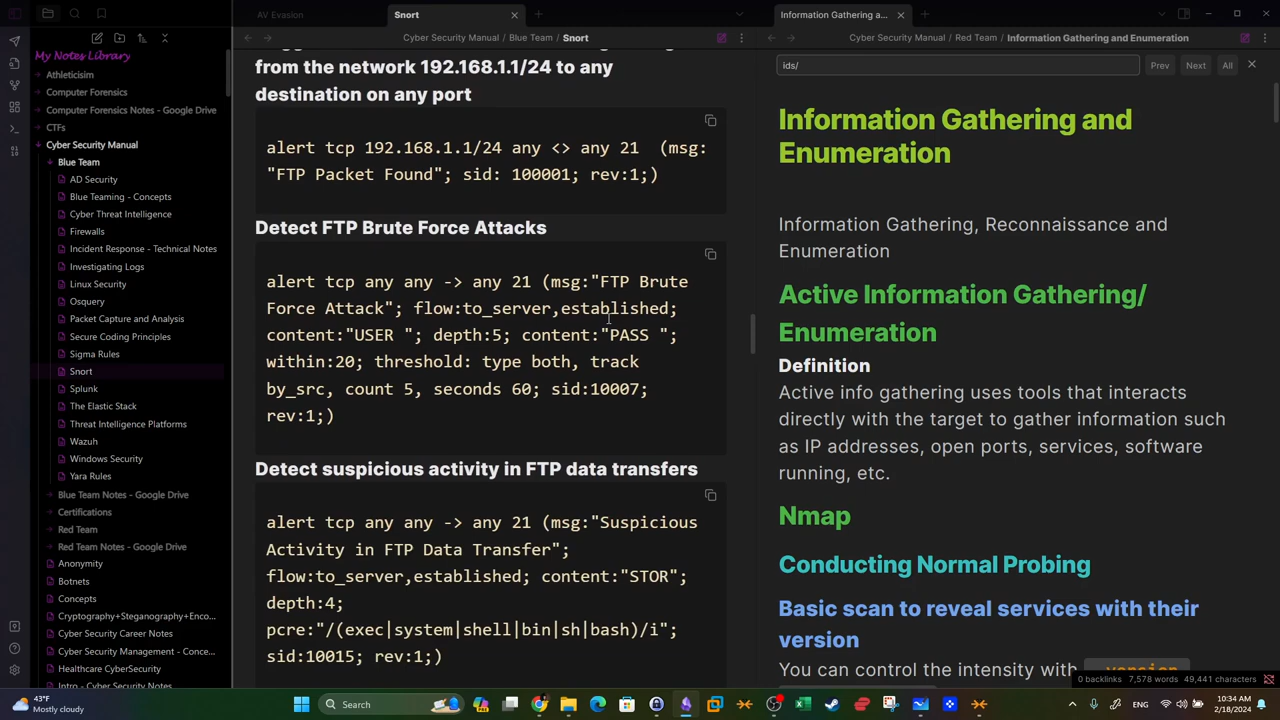 AV Evasion
Snort
Information Gathering a...
Cyber Security Manual / Blue Team / Snort
Cyber Security Manual / Red Team / Information Gathering and Enumeration
My Notes Library
Athleticisim
Computer Forensics
Computer Forensics Notes - Google Drive
CTFs
Cyber Security Manual
Blue Team
AD Security
Blue Teaming - Concepts
Cyber Threat Intelligence
Firewalls
Incident Response - Technical Notes
Investigating Logs
Linux Security
Osquery
Packet Capture and Analysis
Secure Coding Principles
Sigma Rules
Snort
Splunk
The Elastic Stack
Threat Intelligence Platforms
Wazuh
Windows Security
Yara Rules
Blue Team Notes - Google Drive
Certifications
Red Team
Red Team Notes - Google Drive
Anonymity
Botnets
Concepts
Cryptography+Steganography+Enco...
Cyber Security Career Notes
Cyber Security Management - Conce...
Healthcare CyberSecurity
Intro - Cyber Security Notes
from the network 192.168.1.1/24 to any
destination on any port
alert tcp 192.168.1.1/24 any <> any 21 (msg:
"FTP Packet Found"; sid: 100001; rev:1;)
Detect FTP Brute Force Attacks
alert tcp any any -> any 21 (msg:"FTP Brute
Force Attack"; flow:to_server,established;
content:"USER "; depth:5; content:"PASS ";
within:20; threshold: type both, track
by_src, count 5, seconds 60; sid:10007;
rev:1;)
Detect suspicious activity in FTP data transfers
alert tcp any any -> any 21 (msg:"Suspicious
Activity in FTP Data Transfer";
flow:to_server,established; content:"STOR";
depth:4;
pcre:"/(exec|system|shell|bin|sh|bash)/i";
sid:10015; rev:1;)
ids/
Prev
Next
All
Information Gathering and
Enumeration
Information Gathering, Reconnaissance and
Enumeration
Active Information Gathering/
Enumeration
Definition
Active info gathering uses tools that interacts
directly with the target to gather information such
as IP addresses, open ports, services, software
running, etc.
Nmap
Conducting Normal Probing
Basic scan to reveal services with their
version
You can control the intensity with
0 backlinks
7,578 words
49,441 characters
43°F
Mostly cloudy
Search
ENG
10:34 AM
2/18/2024